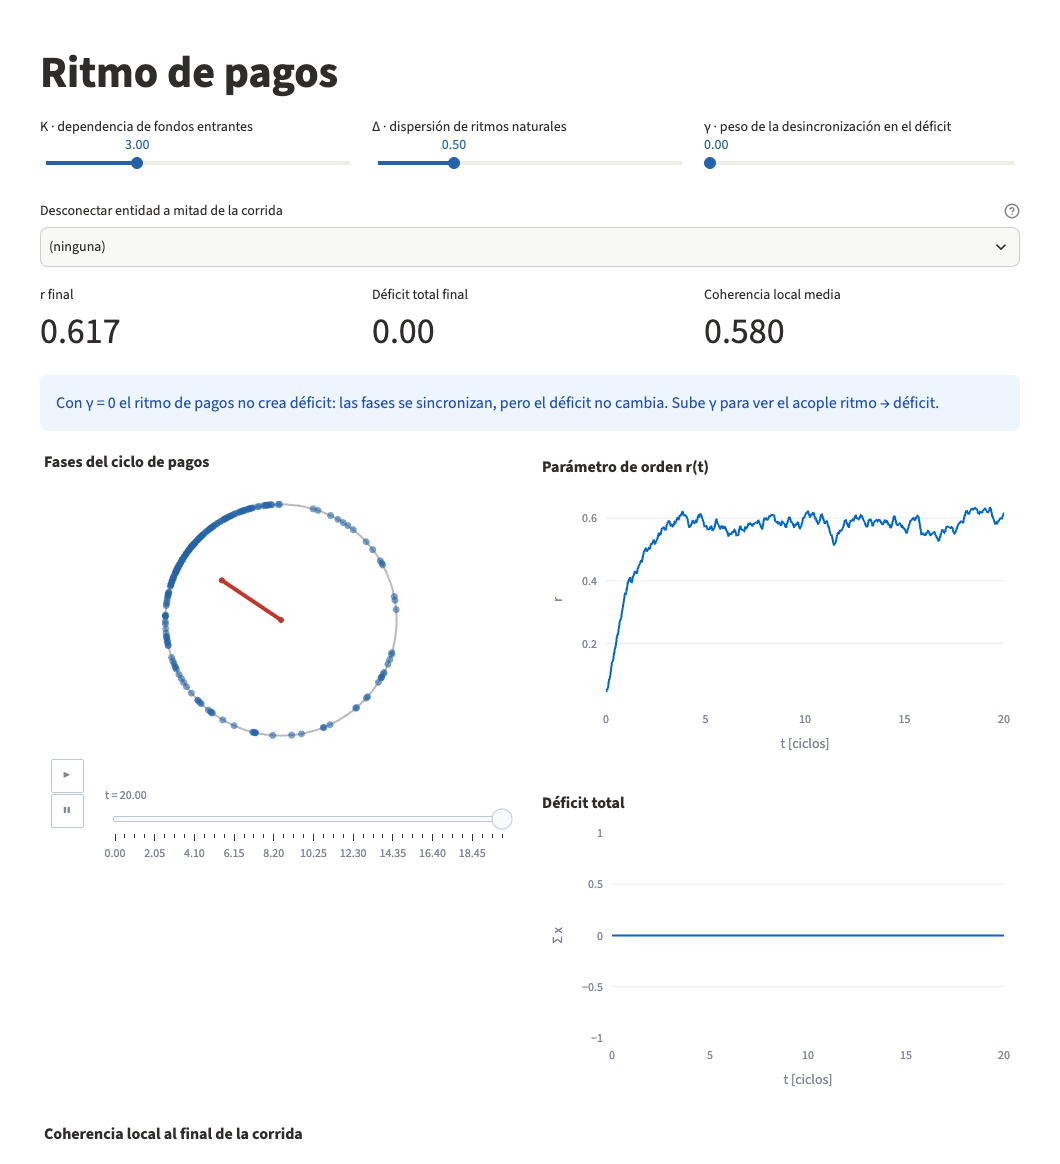 Ritmo de pagos
K · dependencia de fondos entrantes
3.00
Δ · dispersión de ritmos naturales
0.50
γ · peso de la desincronización en el déficit
0.00
Desconectar entidad a mitad de la corrida
(ninguna)
r final
0.617
Déficit total final
0.00
Coherencia local media
0.580
Con γ = 0 el ritmo de pagos no crea déficit: las fases se sincronizan, pero el déficit no cambia. Sube γ para ver el acople ritmo → déficit.
Fases del ciclo de pagos
t = 20.00
0.00 2.05 4.10 6.15 8.20 10.25 12.30 14.35 16.40 18.45
Parámetro de orden r(t)
0.6
0.4
0.2
r
0 5 10 15 20
t [ciclos]
Déficit total
1
0.5
0
−0.5
−1
Σ x
0 5 10 15 20
t [ciclos]
Coherencia local al final de la corrida